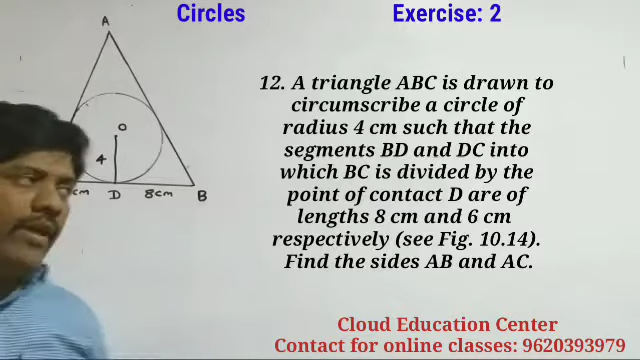 Circles Exercise: 2
A
12. A triangle ABC is drawn to
circumscribe a circle of
radius 4 cm such that the
segments BD and DC into
which BC is divided by the
point of contact D are of
lengths 8 cm and 6 cm
respectively (see Fig. 10.14).
Find the sides AB and AC.
O
4
cm D 8cm B
Cloud Education Center
Contact for online classes: 9620393979